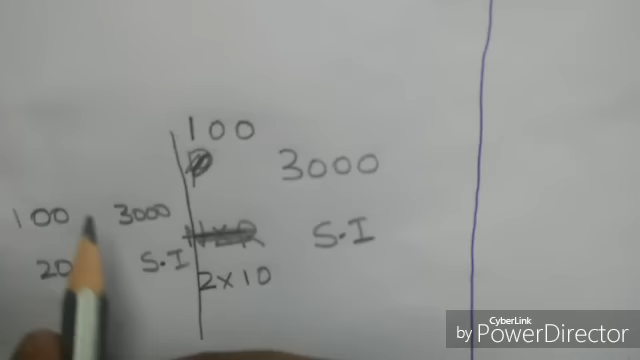 100
3000
100 3000
N×R S.I
20 S.I
2×10
CyberLink
by PowerDirector